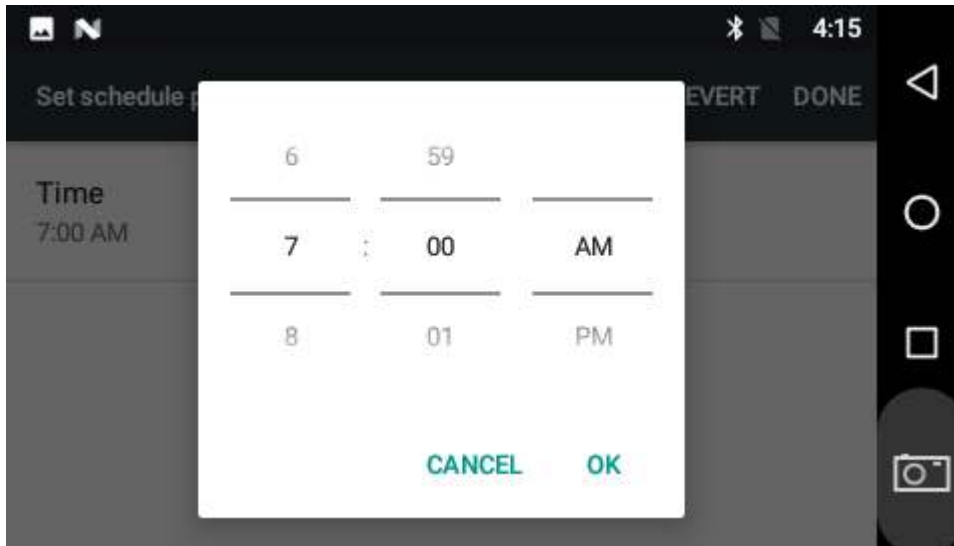 4:15
Set schedule
EVERT DONE
Time
7:00 AM
6 59
7 : 00 AM
8 01 PM
CANCEL OK